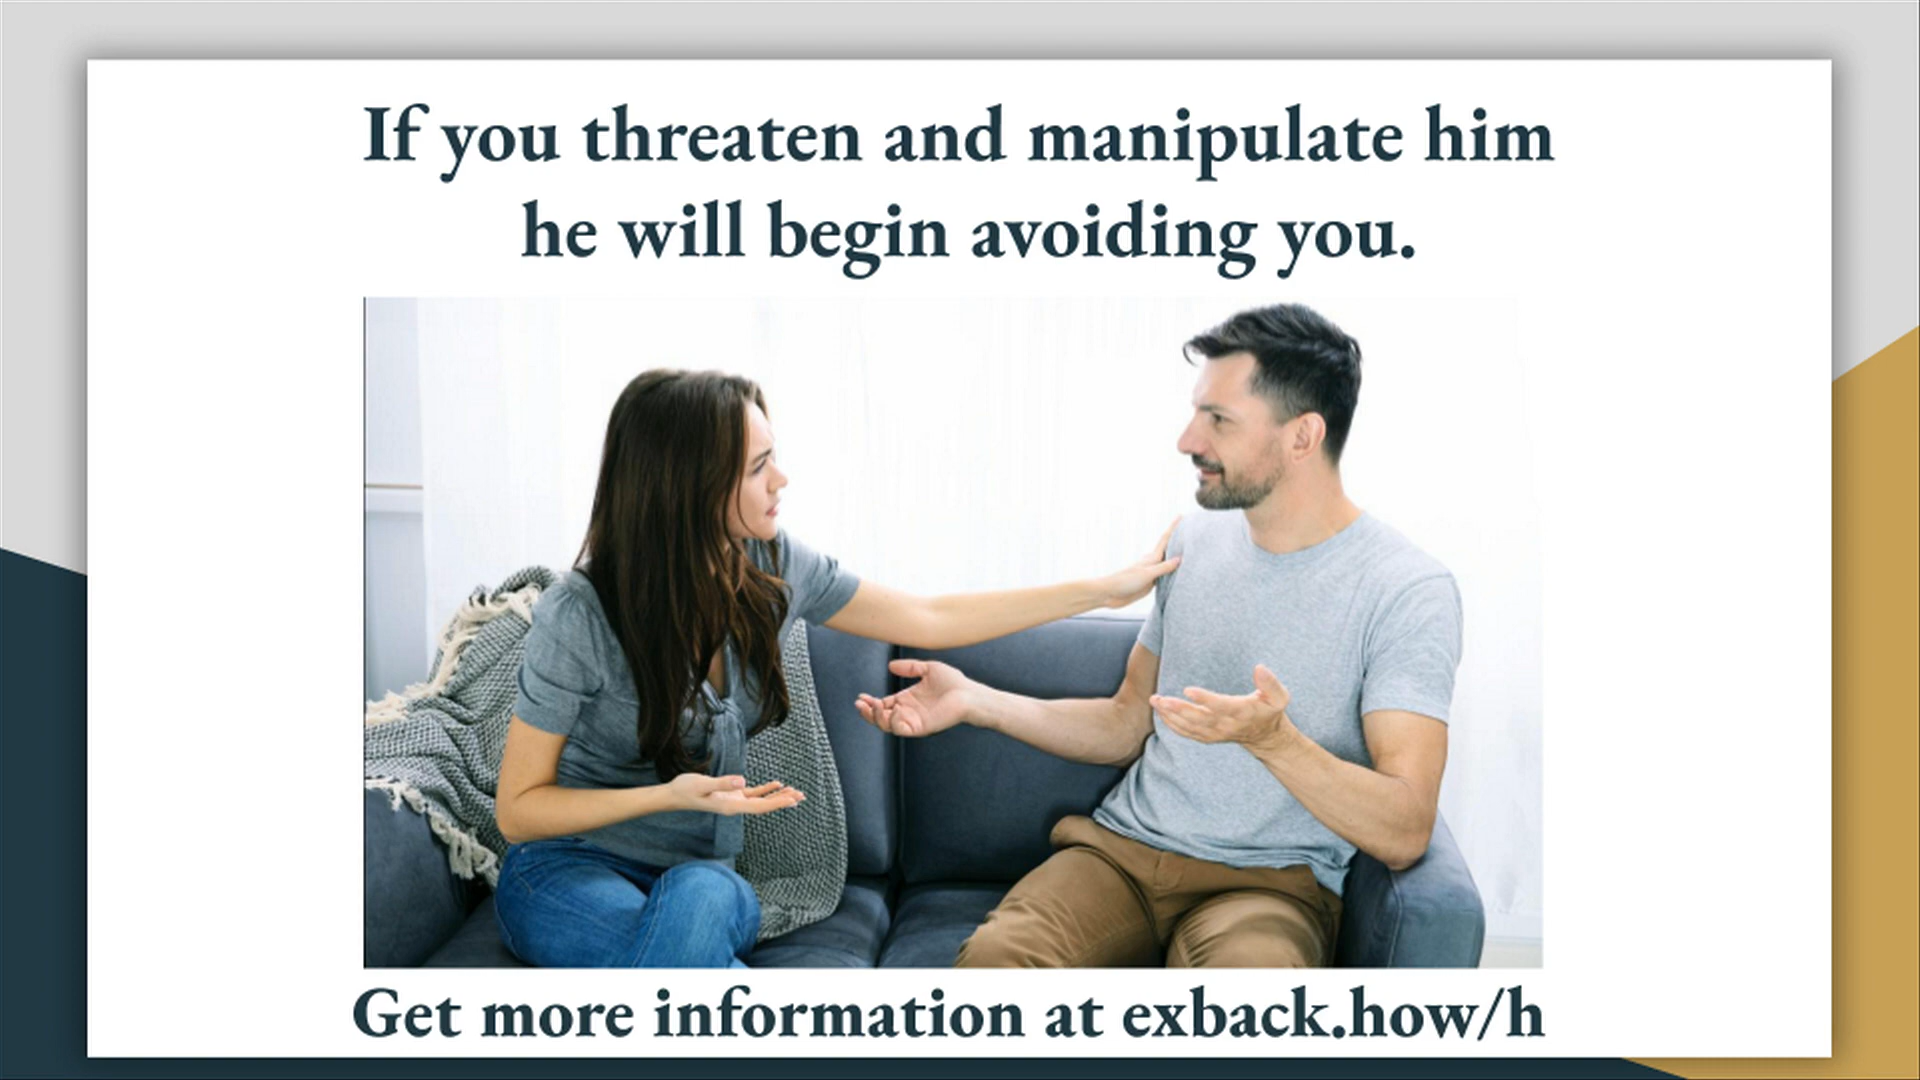 If you threaten and manipulate him
he will begin avoiding you.
Get more information at exback.how/h